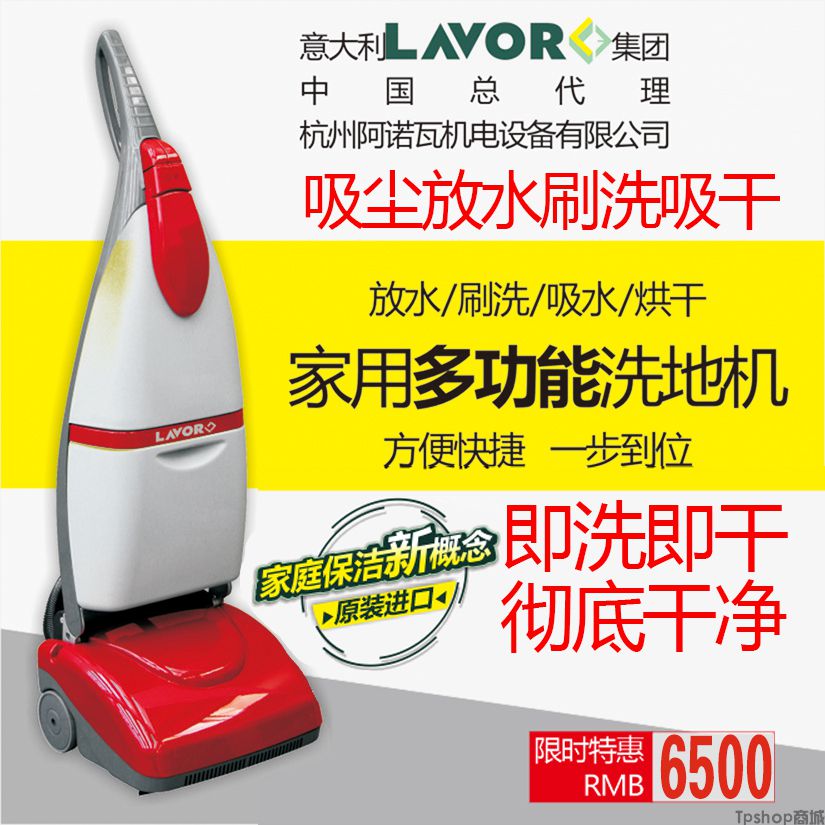 意大利LAVOR集团
中国总代理
杭州阿诺瓦机电设备有限公司
吸尘放水刷洗吸干
放水/刷洗/吸水/烘干
家用多功能洗地机
方便快捷 一步到位
LAVOR
家庭保洁新概念
原装进口
即洗即干
彻底干净
限时特惠
RMB 6500
Tpshop商城